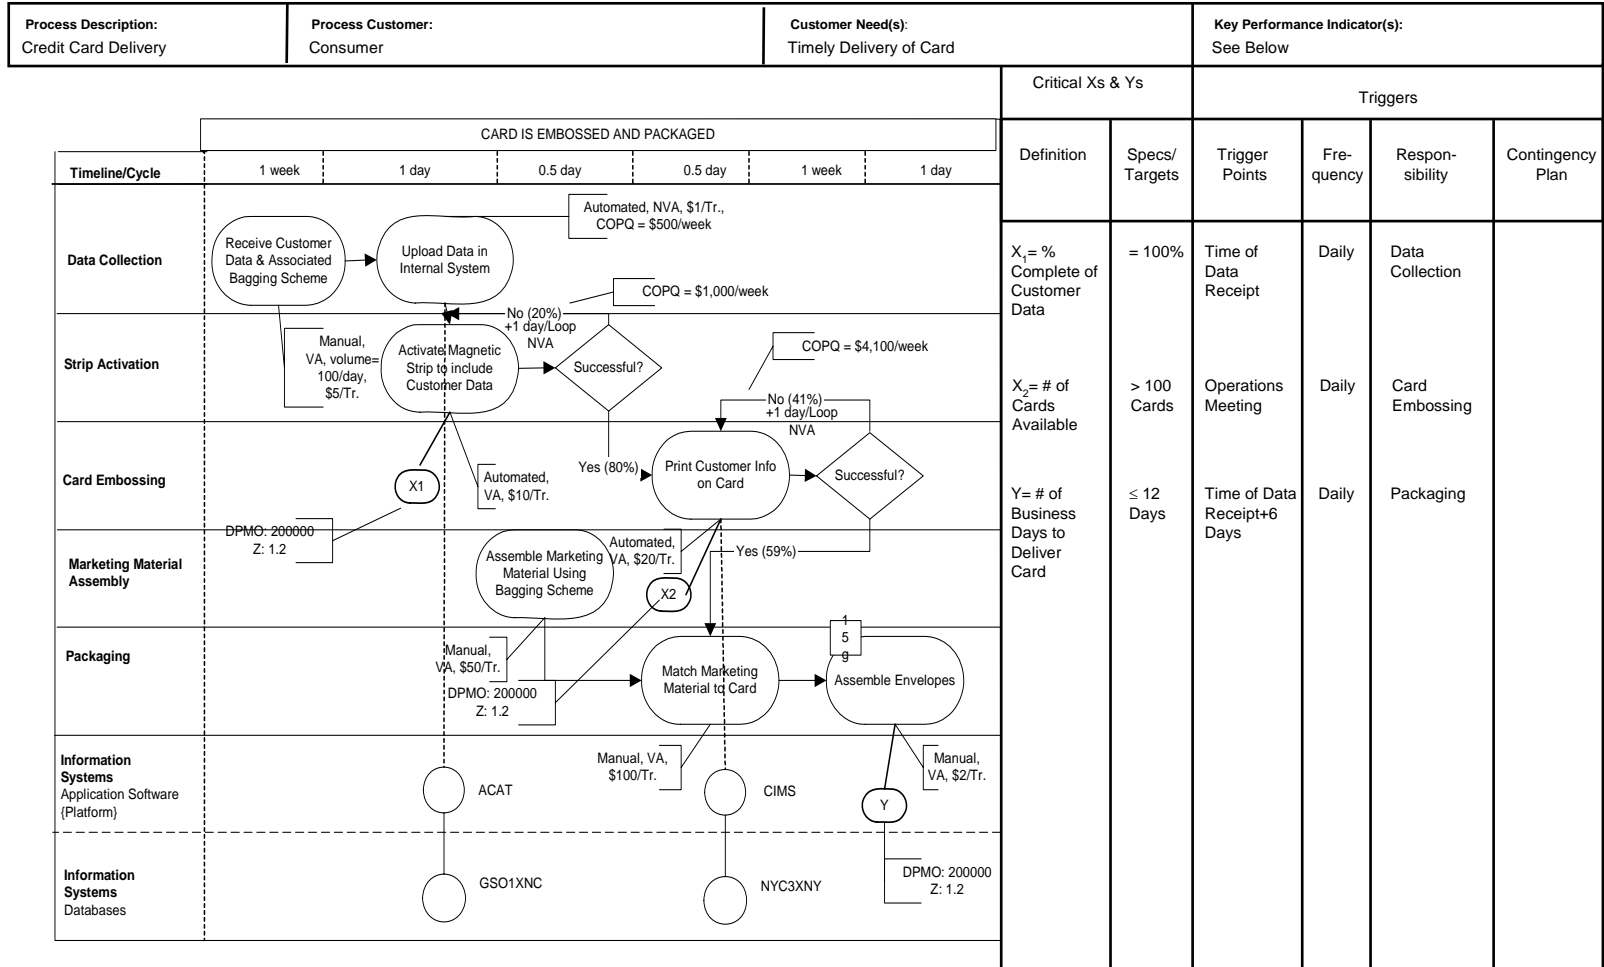 Process Description:
Credit Card Delivery
Process Customer:
Consumer
Customer Need(s):
Timely Delivery of Card
Key Performance Indicator(s):
See Below
Critical Xs & Ys
Triggers
Definition
Specs/
Targets
Trigger
Points
Fre-
quency
Respon-
sibility
Contingency
Plan
X1= %
Complete of
Customer
Data
= 100%
Time of
Data
Receipt
Daily
Data
Collection
X2= # of
Cards
Available
> 100
Cards
Operations
Meeting
Daily
Card
Embossing
Y= # of
Business
Days to
Deliver
Card
≤ 12
Days
Time of Data
Receipt+6
Days
Daily
Packaging
CARD IS EMBOSSED AND PACKAGED
Timeline/Cycle
1 week
1 day
0.5 day
0.5 day
1 week
1 day
Data Collection
Receive Customer
Data & Associated
Bagging Scheme
Upload Data in
Internal System
Automated, NVA, $1/Tr.,
COPQ = $500/week
COPQ = $1,000/week
Strip Activation
Manual,
VA, volume=
100/day,
$5/Tr.
Activate Magnetic
Strip to include
Customer Data
No (20%)
+1 day/Loop
NVA
Successful?
COPQ = $4,100/week
No (41%)
+1 day/Loop
NVA
Card Embossing
X1
Automated,
VA, $10/Tr.
Yes (80%)
Print Customer Info
on Card
Successful?
DPMO: 200000
Z: 1.2
Marketing Material
Assembly
Assemble Marketing
Material Using
Bagging Scheme
Automated,
VA, $20/Tr.
X2
Yes (59%)
Packaging
Manual,
VA, $50/Tr.
DPMO: 200000
Z: 1.2
Match Marketing
Material to Card
1
5
g
Assemble Envelopes
Manual, VA,
$100/Tr.
Manual,
VA, $2/Tr.
Information
Systems
Application Software
{Platform}
ACAT
CIMS
Y
Information
Systems
Databases
GSO1XNC
NYC3XNY
DPMO: 200000
Z: 1.2